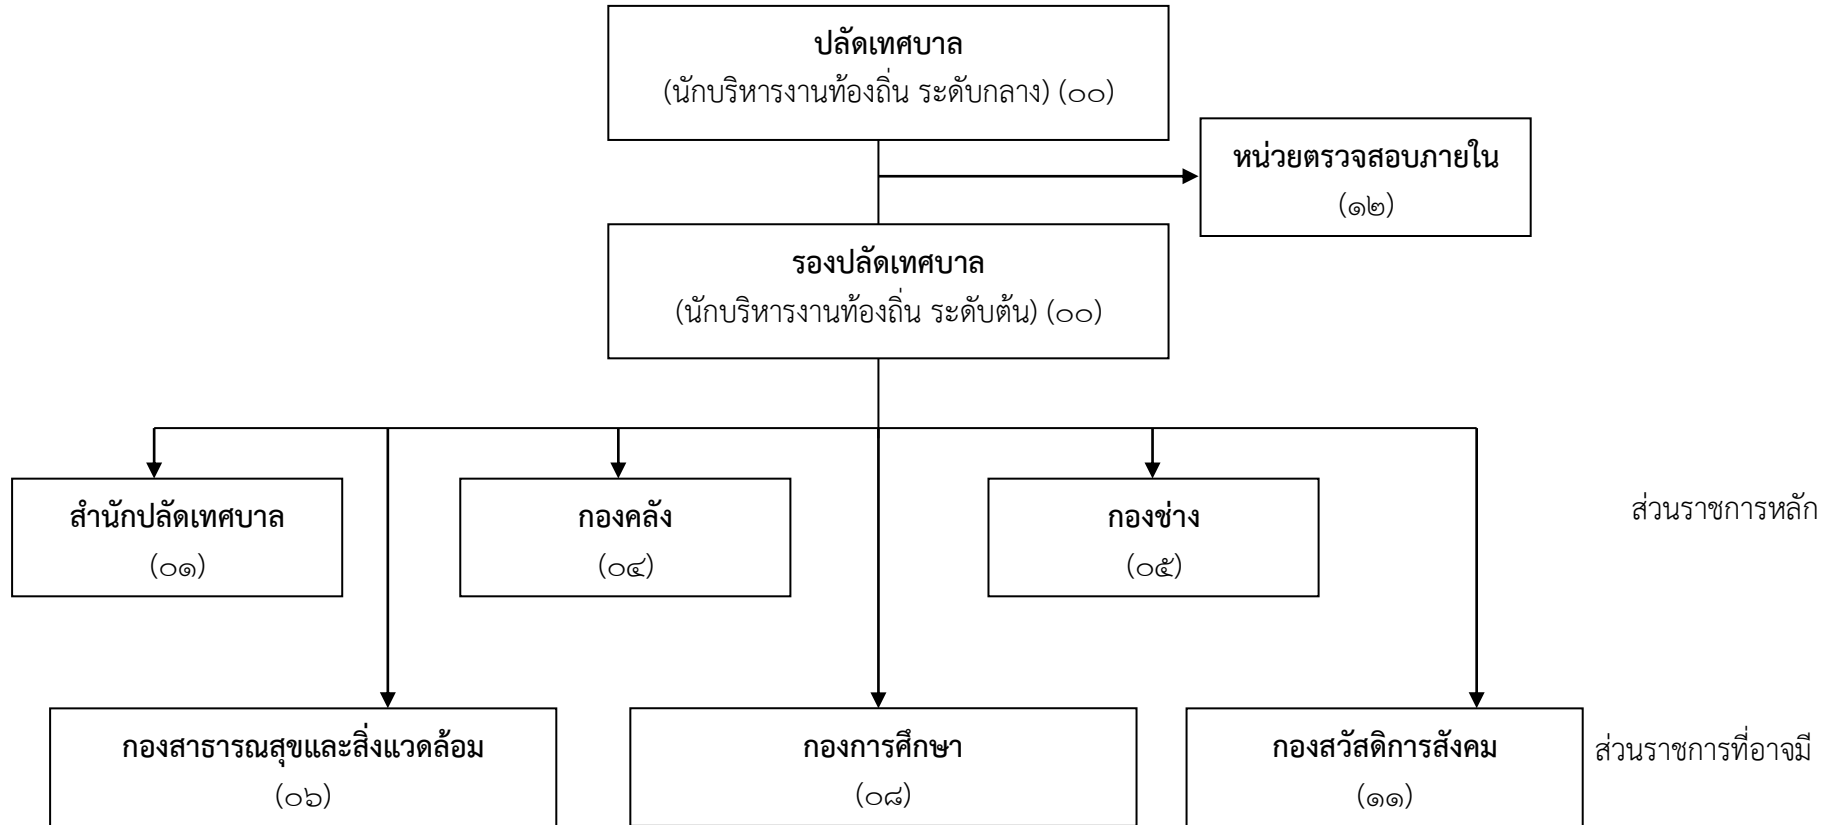 ปลัดเทศบาล
(นักบริหารงานท้องถิ่น ระดับกลาง) (๐๐)
หน่วยตรวจสอบภายใน
(๑๒)
รองปลัดเทศบาล
(นักบริหารงานท้องถิ่น ระดับต้น) (๐๐)
สำนักปลัดเทศบาล
(๐๑)
กองคลัง
(๐๔)
กองช่าง
(๐๕)
ส่วนราชการหลัก
กองสาธารณสุขและสิ่งแวดล้อม
(๐๖)
กองการศึกษา
(๐๘)
กองสวัสดิการสังคม
(๑๑)
ส่วนราชการที่อาจมี